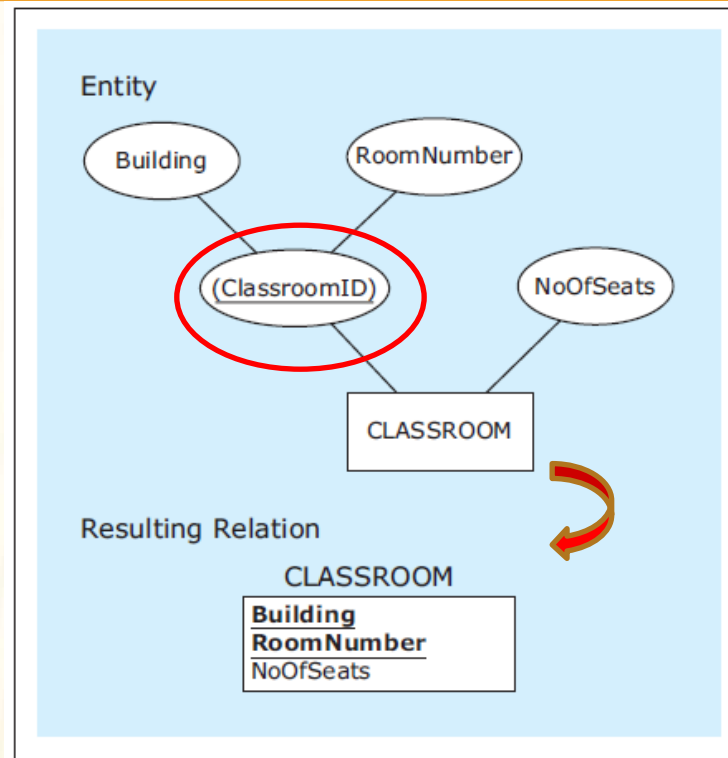 Entity
Building
RoomNumber
(ClassroomID)
NoOfSeats
CLASSROOM
Resulting Relation
CLASSROOM
Building
RoomNumber
NoOfSeats